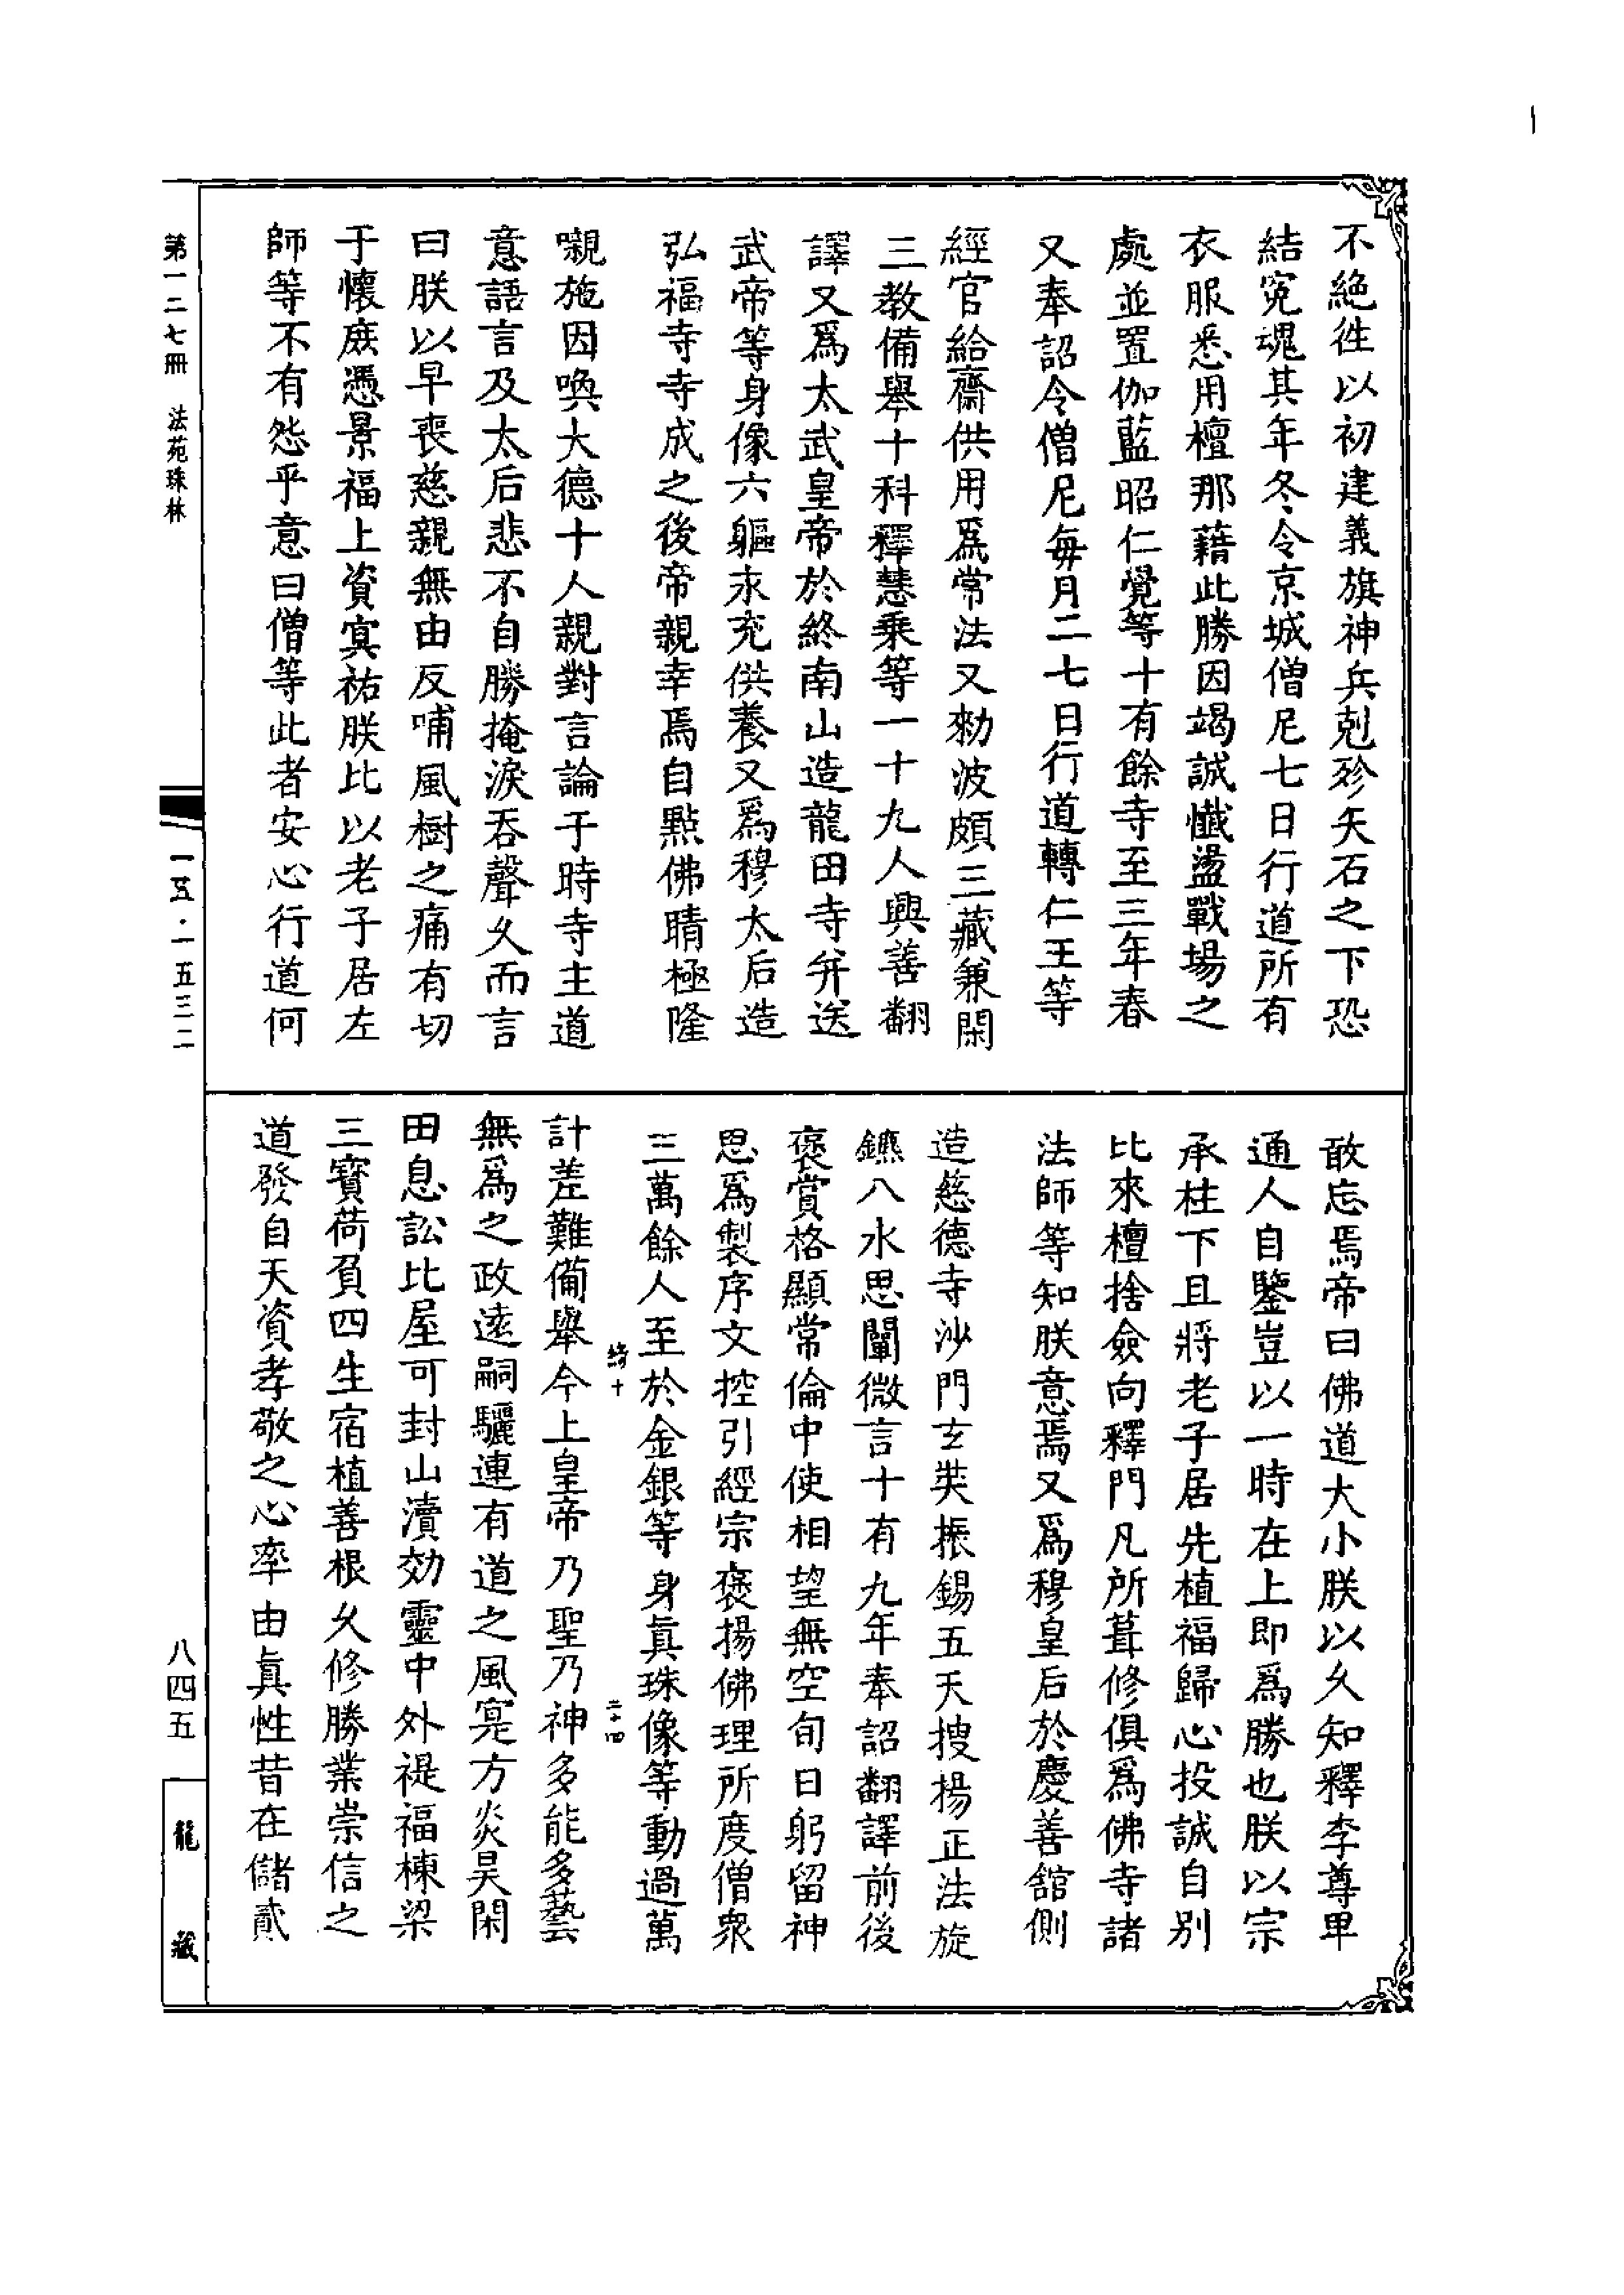 不絶徃以初建義旗神兵剋殄矢石之下恐
結寃魂其年冬令京城僧尼七日行道所有
衣服悉用檀那藉此勝因竭誠懺盪戰場之
處並置伽藍昭仁覺等十有餘寺至三年春
又奉詔令僧尼每月二七日行道轉仁王等
經官給齋供用爲常法又勑波頗三藏兼閑
三教備舉十科釋慧乗等一十九人興善翻
譯又爲太武皇帝於終南山造龍田寺并送
武帝等身像六軀永充供養又爲穆太后造
弘福寺寺成之後帝親幸焉自點佛睛極隆
嚫施因喚大德十人親對言論于時寺主道
意語言及太后悲不自勝掩淚吞聲乆而言
曰朕以早喪慈親無由反哺風樹之痛有切
于懷庶憑景福上資冥祐朕比以老子居左
師等不有怨乎意曰僧等此者安心行道何
敢忘焉帝曰佛道大小朕以乆知釋李尊卑
通人自鑒豈以一時在上即爲勝也朕以宗
承柱下且將老子居先植福歸心投誠自别
比來檀捨僉向釋門凡所葺修俱爲佛寺諸
法師等知朕意焉又爲穆皇后於慶善舘側
造慈德寺沙門玄奘振錫五天搜揚正法旋
鑣八水思闡微言十有九年奉詔翻譯前後
褒賞格顯常倫中使相望無空旬日躬留神
思爲製序文控引經宗褒揚佛理所度僧衆
三萬餘人至於金銀等身眞珠像等動過萬
計差難備舉今上皇帝乃聖乃神多能多藝
無爲之政遠嗣驪連有道之風寔方炎昊閑
田息訟比屋可封山瀆効靈中外禔福棟梁
三寳荷負四生宿植善根乆修勝業崇信之
道發自天資孝敬之心率由眞性昔在儲貳
綺十
二十四
第一二七冊 法苑珠林
一五·一五三二
八四五
龍藏